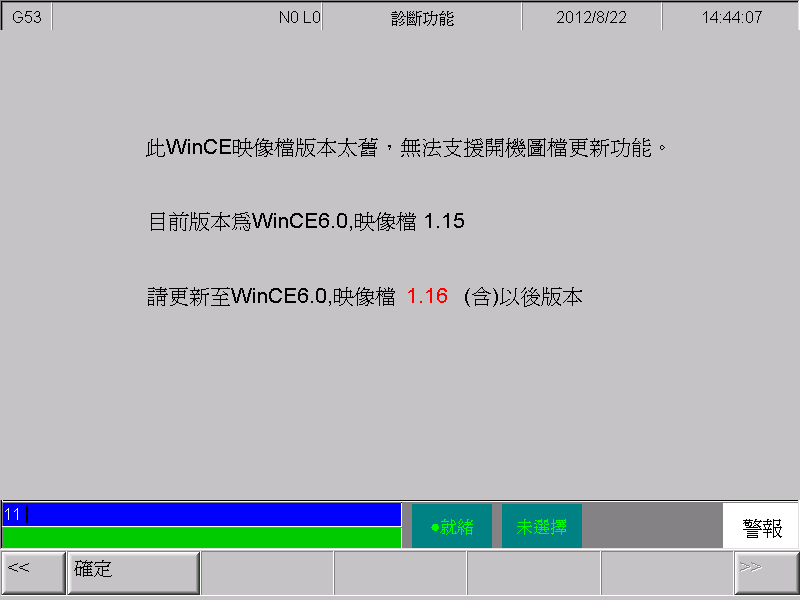 G53 N0 L0 診斷功能 2012/8/22 14:44:07
此WinCE映像檔版本太舊，無法支援開機圖檔更新功能。
目前版本為WinCE6.0,映像檔 1.15
請更新至WinCE6.0,映像檔 1.16 (含)以後版本
11
●就緒 未選擇 警報
<< 確定 >>